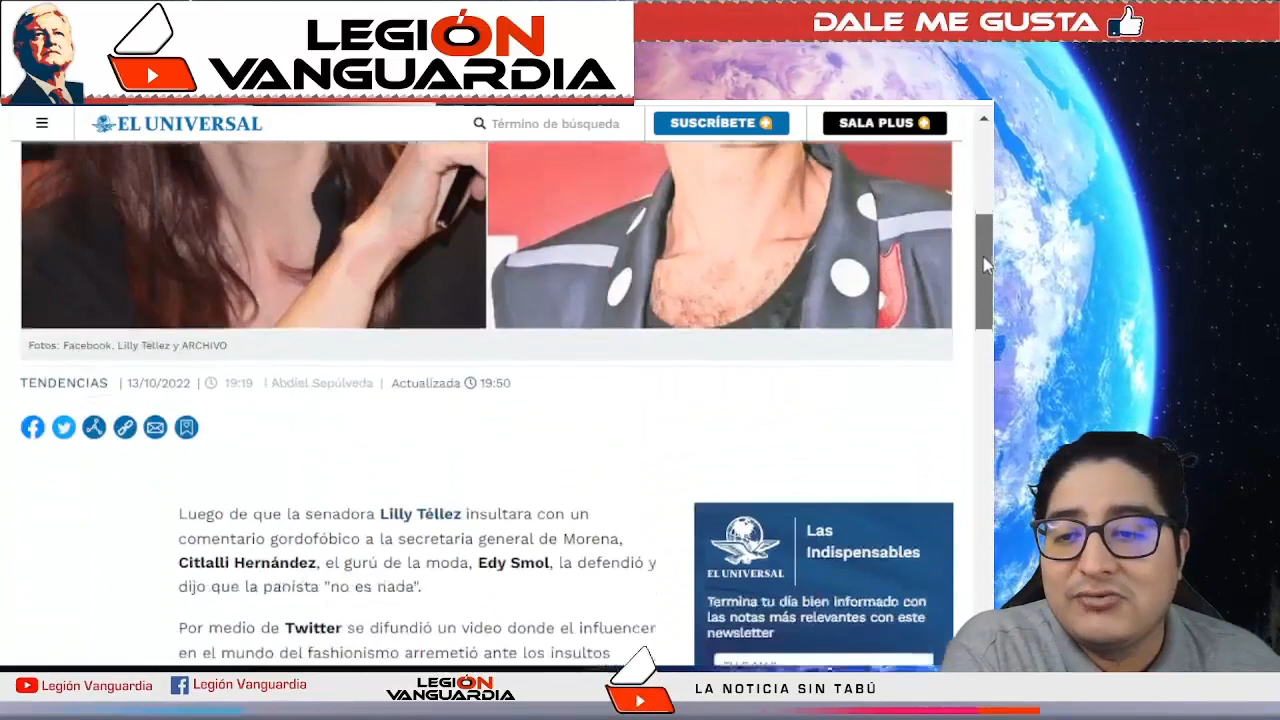 LEGIÓN
VANGUARDIA
DALE ME GUSTA
EL UNIVERSAL
Término de búsqueda
SUSCRÍBETE
SALA PLUS
Fotos: Facebook, Lilly Téllez y ARCHIVO
TENDENCIAS | 13/10/2022 | 19:19 | Abdiel Sepúlveda | Actualizada 19:50
Luego de que la senadora Lilly Téllez insultara con un
comentario gordofóbico a la secretaria general de Morena,
Citlalli Hernández, el gurú de la moda, Edy Smol, la defendió y
dijo que la panista "no es nada".
Por medio de Twitter se difundió un video donde el influencer
en el mundo del fashionismo arremetió ante los insultos
EL UNIVERSAL
Las
Indispensables
Termina tu día bien informado con
las notas más relevantes con este
newsletter
Legión Vanguardia
Legión Vanguardia
LEGIÓN
VANGUARDIA
LA NOTICIA SIN TABÚ